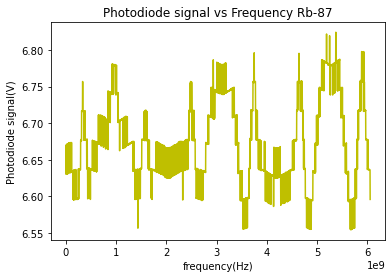 Photodiode signal vs Frequency Rb-87
Photodiode signal(V)
6.80
6.75
6.70
6.65
6.60
6.55
0 1 2 3 4 5 6
1e9
frequency(Hz)